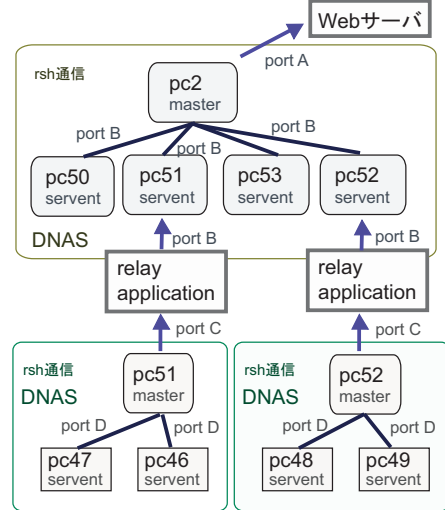 Webサーバ
port A
rsh通信
pc2
master
port B
port B
port B
pc50
servent
pc51
servent
pc53
servent
pc52
servent
DNAS
port B
port B
relay
application
relay
application
port C
port C
rsh通信
DNAS
pc51
master
port D
port D
pc47
servent
pc46
servent
rsh通信
DNAS
pc52
master
port D
port D
pc48
servent
pc49
servent